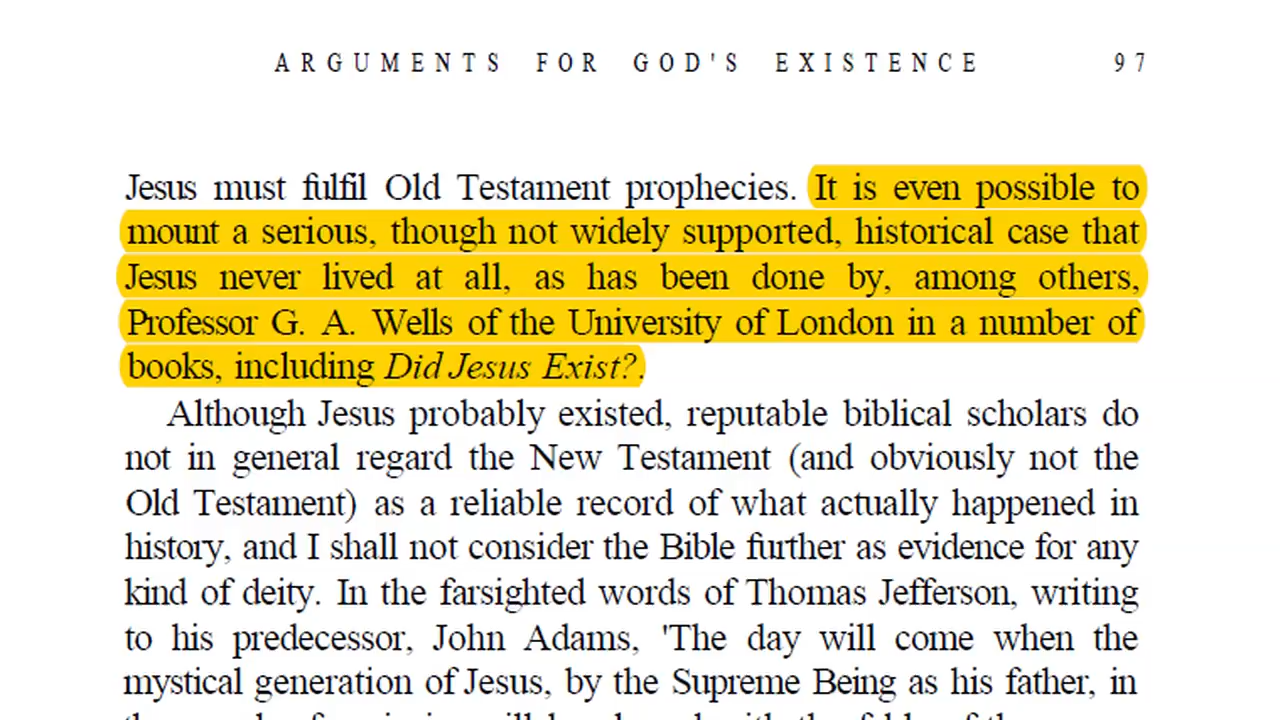 ARGUMENTS FOR GOD'S EXISTENCE 97
Jesus must fulfil Old Testament prophecies. It is even possible to
mount a serious, though not widely supported, historical case that
Jesus never lived at all, as has been done by, among others,
Professor G. A. Wells of the University of London in a number of
books, including Did Jesus Exist?.
Although Jesus probably existed, reputable biblical scholars do
not in general regard the New Testament (and obviously not the
Old Testament) as a reliable record of what actually happened in
history, and I shall not consider the Bible further as evidence for any
kind of deity. In the farsighted words of Thomas Jefferson, writing
to his predecessor, John Adams, 'The day will come when the
mystical generation of Jesus, by the Supreme Being as his father, in